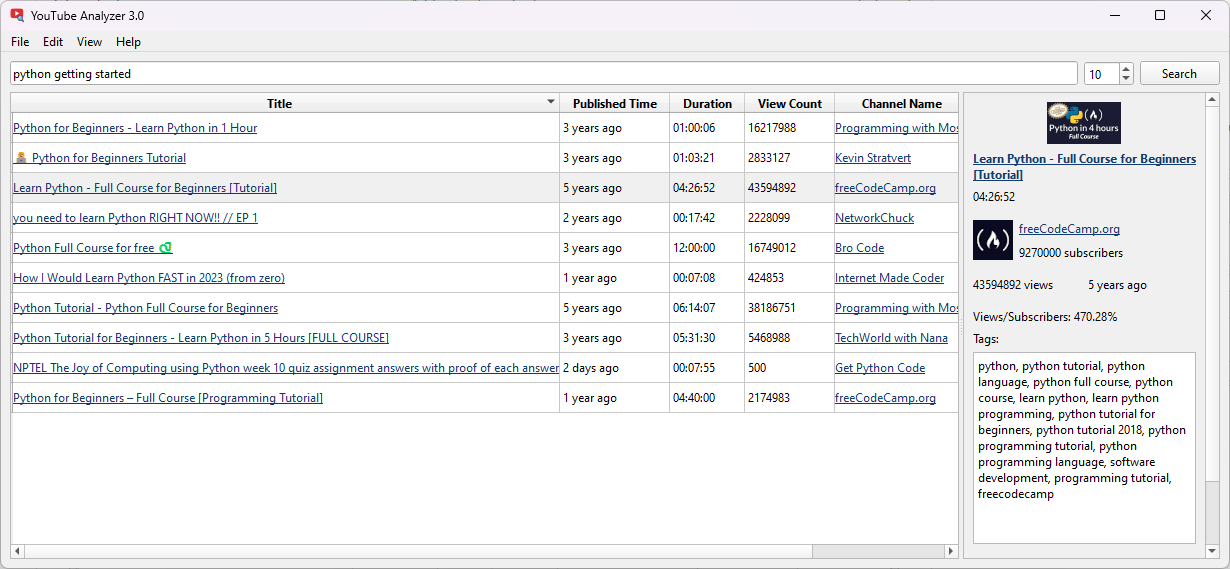 YouTube Analyzer 3.0
File Edit View Help
python getting started 10 Search
Title Published Time Duration View Count Channel Name
Python for Beginners - Learn Python in 1 Hour 3 years ago 01:00:06 16217988 Programming with Mos
Python for Beginners Tutorial 3 years ago 01:03:21 2833127 Kevin Stratvert
Learn Python - Full Course for Beginners [Tutorial] 5 years ago 04:26:52 43594892 freeCodeCamp.org
you need to learn Python RIGHT NOW!! // EP 1 2 years ago 00:17:42 2228099 NetworkChuck
Python Full Course for free 3 years ago 12:00:00 16749012 Bro Code
How I Would Learn Python FAST in 2023 (from zero) 1 year ago 00:07:08 424853 Internet Made Coder
Python Tutorial - Python Full Course for Beginners 5 years ago 06:14:07 38186751 Programming with Mos
Python Tutorial for Beginners - Learn Python in 5 Hours [FULL COURSE] 3 years ago 05:31:30 5468988 TechWorld with Nana
NPTEL The Joy of Computing using Python week 10 quiz assignment answers with proof of each answer 2 days ago 00:07:55 500 Get Python Code
Python for Beginners – Full Course [Programming Tutorial] 1 year ago 04:40:00 2174983 freeCodeCamp.org
Python in 4 hours
Full Course
Learn Python - Full Course for Beginners
[Tutorial]
04:26:52
freeCodeCamp.org
9270000 subscribers
43594892 views 5 years ago
Views/Subscribers: 470.28%
Tags:
python, python tutorial, python
language, python full course, python
course, learn python, learn python
programming, python tutorial for
beginners, python tutorial 2018, python
programming tutorial, python
programming language, software
development, programming tutorial,
freecodecamp